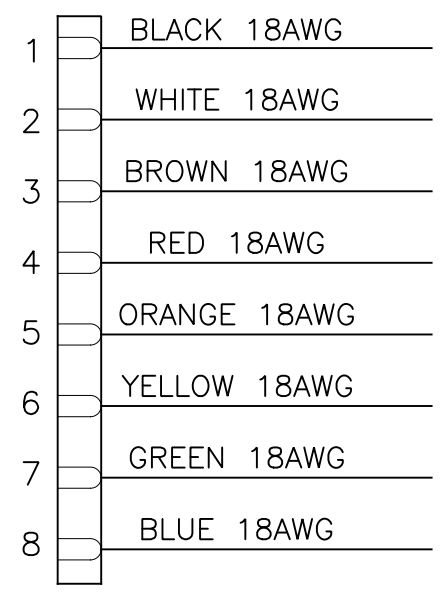 1 BLACK 18AWG
2 WHITE 18AWG
3 BROWN 18AWG
4 RED 18AWG
5 ORANGE 18AWG
6 YELLOW 18AWG
7 GREEN 18AWG
8 BLUE 18AWG